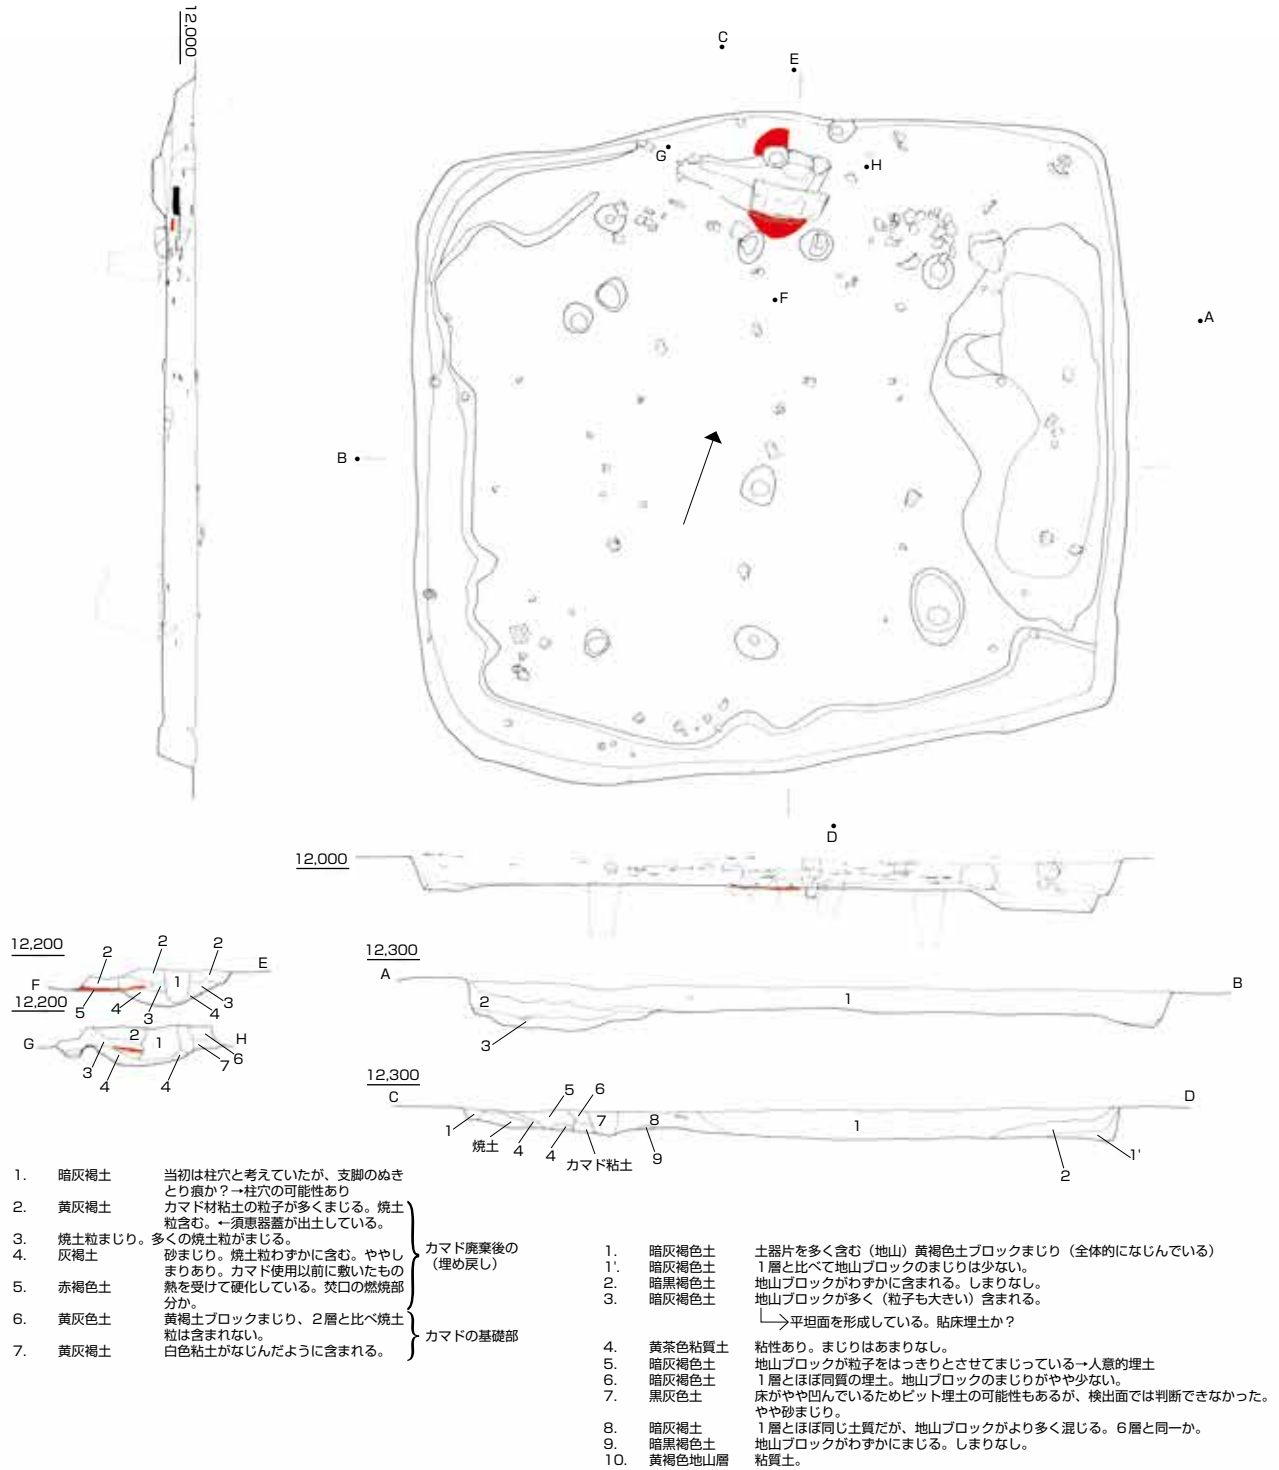 12,000
C
E
G
H
F
A
B
D
12,000
12,200
2
2
2
E
F
1
12,200
5
4
3
4
3
G
2
1
H
3
4
4
7
6
12,300
A
B
2
1
3
12,300
C
D
5
6
1
7
8
1
焼土
4
4
カマド粘土
9
2
1'
1. 暗灰褐土 当初は柱穴と考えていたが、支脚のぬき
とり痕か？→柱穴の可能性あり
2. 黄灰褐土 カマド材粘土の粒子が多くまじる。焼土
粒含む。←須恵器蓋が出土している。
3. 焼土粒まじり。多くの焼土粒がまじる。
4. 灰褐土 砂まじり。焼土粒わずかに含む。ややし
まりあり。カマド使用以前に敷いたもの
5. 赤褐色土 熱を受けて硬化している。焚口の燃焼部
分か。
カマド廃棄後の
（埋め戻し）
6. 黄灰色土 黄褐土ブロックまじり、２層と比べ焼土
粒は含まれない。
7. 黄灰褐土 白色粘土がなじんだように含まれる。
カマドの基礎部
1. 暗灰褐色土 土器片を多く含む（地山）黄褐色土ブロックまじり（全体的になじんでいる）
1'. 暗灰褐色土 １層と比べて地山ブロックのまじりは少ない。
2. 暗黒褐色土 地山ブロックがわずかに含まれる。しまりなし。
3. 暗灰褐色土 地山ブロックが多く（粒子も大きい）含まれる。
→平坦面を形成している。貼床埋土か？
4. 黄茶色粘質土 粘性あり。まじりはあまりなし。
5. 暗灰褐色土 地山ブロックが粒子をはっきりとさせてまじっている→人意的埋土
6. 暗灰褐色土 １層とほぼ同質の埋土。地山ブロックのまじりがやや少ない。
7. 黒灰色土 床がやや凹んでいるためピット埋土の可能性もあるが、検出面では判断できなかった。
やや砂まじり。
8. 暗灰褐土 １層とほぼ同じ土質だが、地山ブロックがより多く混じる。６層と同一か。
9. 暗黒褐色土 地山ブロックがわずかにまじる。しまりなし。
10. 黄褐色地山層 粘質土。